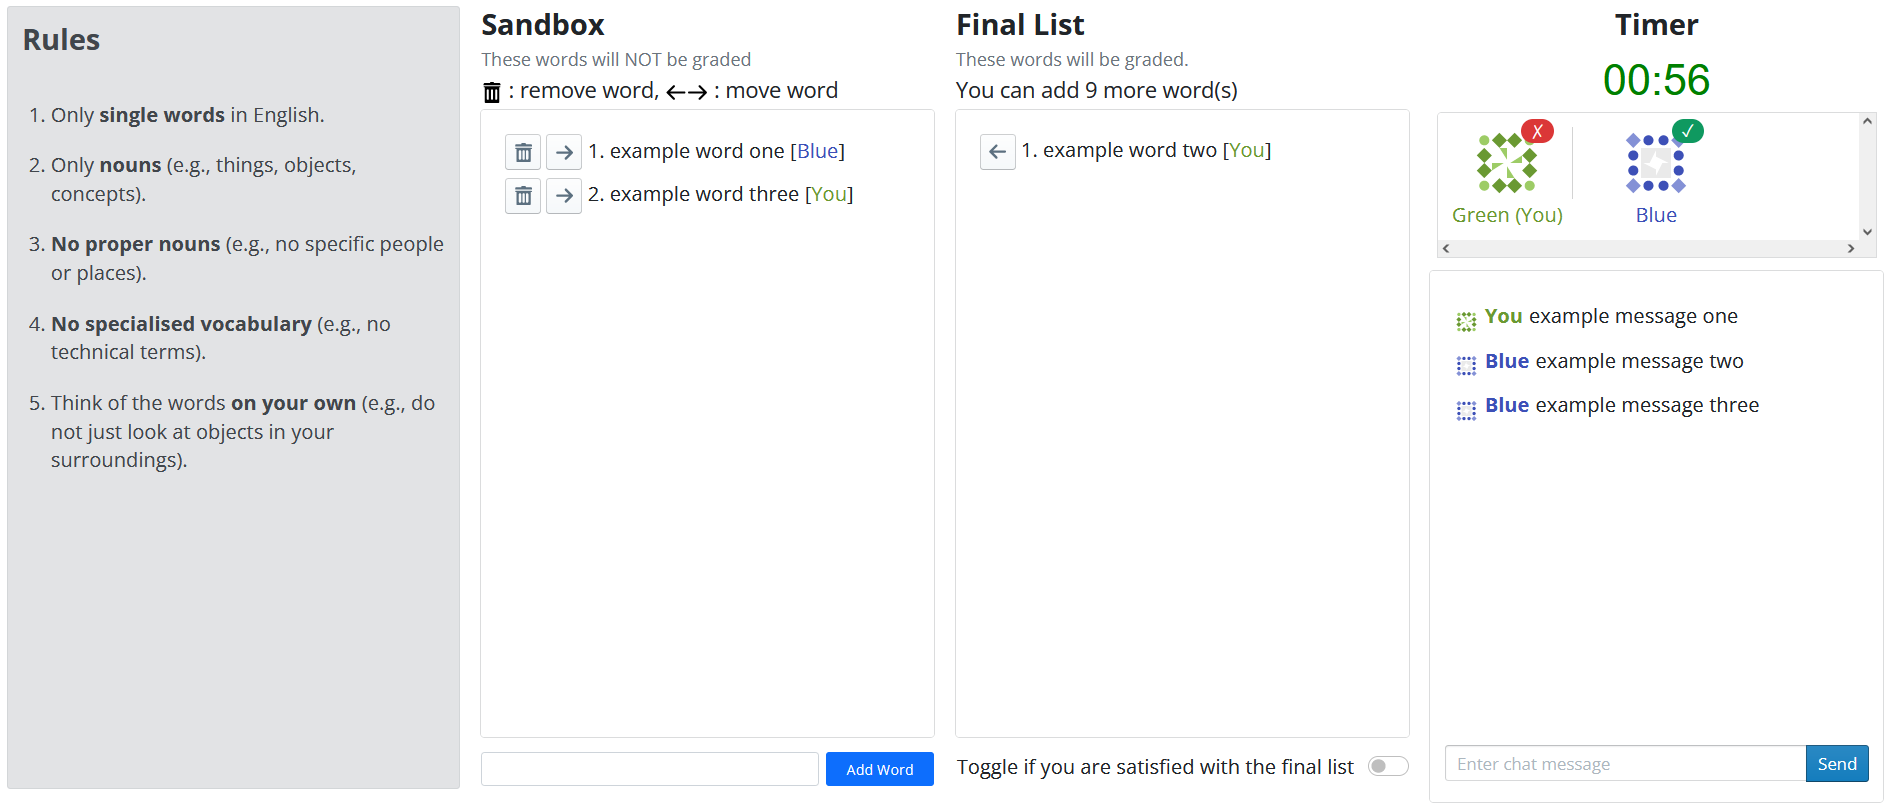 Rules
1. Only single words in English.
2. Only nouns (e.g., things, objects,
concepts).
3. No proper nouns (e.g., no specific people
or places).
4. No specialised vocabulary (e.g., no
technical terms).
5. Think of the words on your own (e.g., do
not just look at objects in your
surroundings).
Sandbox
These words will NOT be graded
: remove word, ←→ : move word
1. example word one [Blue]
2. example word three [You]
Add Word
Final List
These words will be graded.
You can add 9 more word(s)
1. example word two [You]
Toggle if you are satisfied with the final list
Timer
00:56
X ✓
Green (You) Blue
You example message one
Blue example message two
Blue example message three
Enter chat message Send